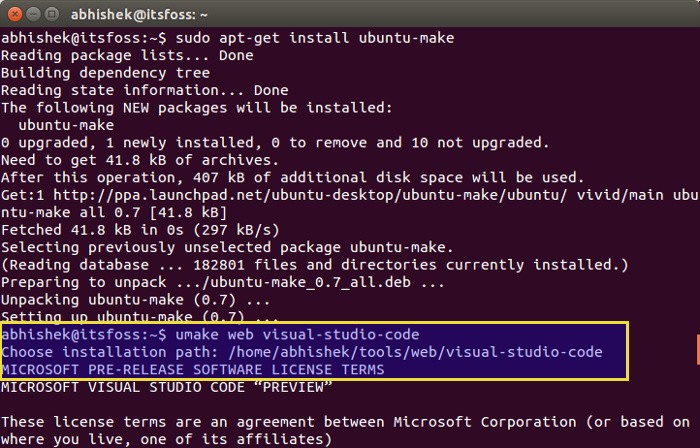 abhishek@itsfoss: ~
abhishek@itsfoss:~$ sudo apt-get install ubuntu-make
Reading package lists... Done
Building dependency tree
Reading state information... Done
The following NEW packages will be installed:
  ubuntu-make
0 upgraded, 1 newly installed, 0 to remove and 10 not upgraded.
Need to get 41.8 kB of archives.
After this operation, 407 kB of additional disk space will be used.
Get:1 http://ppa.launchpad.net/ubuntu-desktop/ubuntu-make/ubuntu/ vivid/main ubu
ntu-make all 0.7 [41.8 kB]
Fetched 41.8 kB in 0s (297 kB/s)
Selecting previously unselected package ubuntu-make.
(Reading database ... 182801 files and directories currently installed.)
Preparing to unpack .../ubuntu-make_0.7_all.deb ...
Unpacking ubuntu-make (0.7) ...
Setting up ubuntu-make (0.7) ...
abhishek@itsfoss:~$ umake web visual-studio-code
Choose installation path: /home/abhishek/tools/web/visual-studio-code
MICROSOFT PRE-RELEASE SOFTWARE LICENSE TERMS
MICROSOFT VISUAL STUDIO CODE “PREVIEW”
These license terms are an agreement between Microsoft Corporation (or based on
where you live, one of its affiliates)